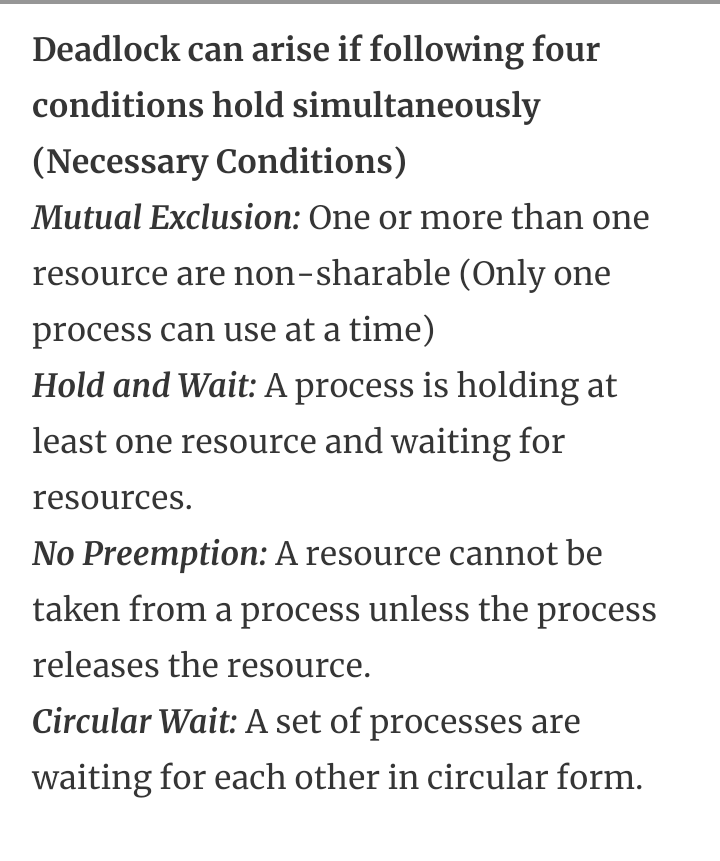 Deadlock can arise if following four
conditions hold simultaneously
(Necessary Conditions)
Mutual Exclusion: One or more than one
resource are non-sharable (Only one
process can use at a time)
Hold and Wait: A process is holding at
least one resource and waiting for
resources.
No Preemption: A resource cannot be
taken from a process unless the process
releases the resource.
Circular Wait: A set of processes are
waiting for each other in circular form.